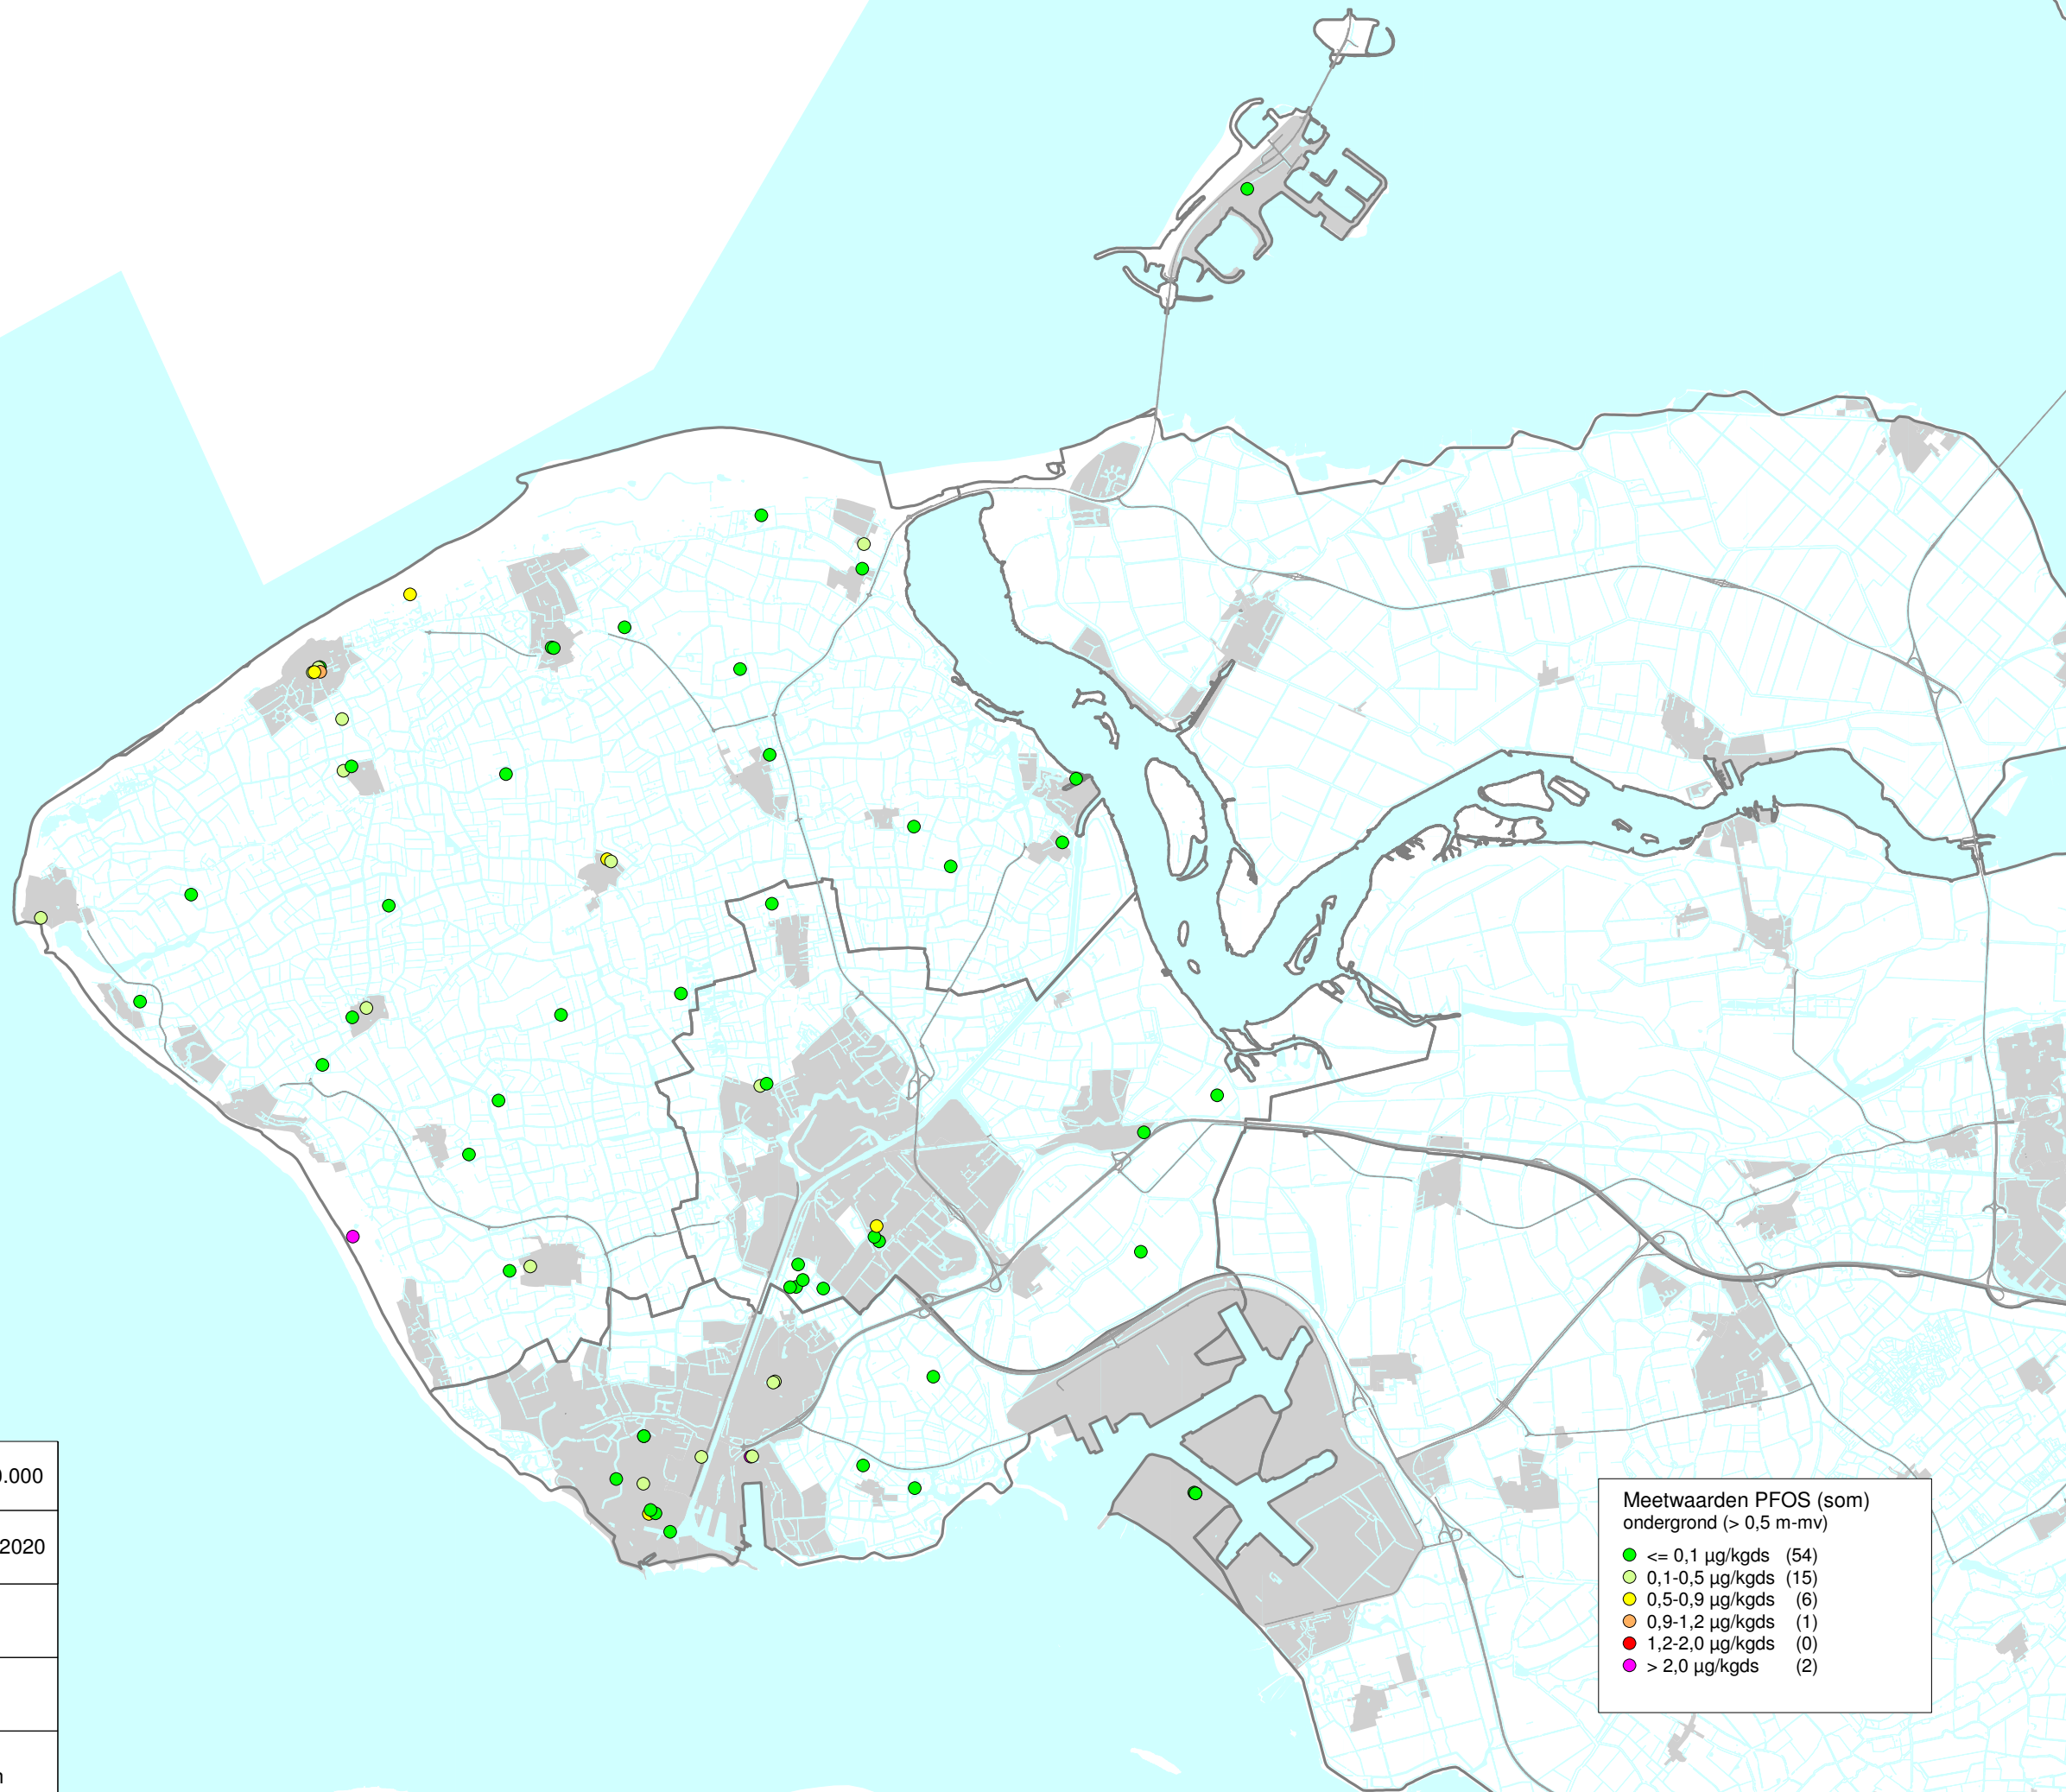 0.000
2020
n
Meetwaarden PFOS (som)
ondergrond (> 0,5 m-mv)
<= 0,1 µg/kgds (54)
0,1-0,5 µg/kgds (15)
0,5-0,9 µg/kgds (6)
0,9-1,2 µg/kgds (1)
1,2-2,0 µg/kgds (0)
> 2,0 µg/kgds (2)